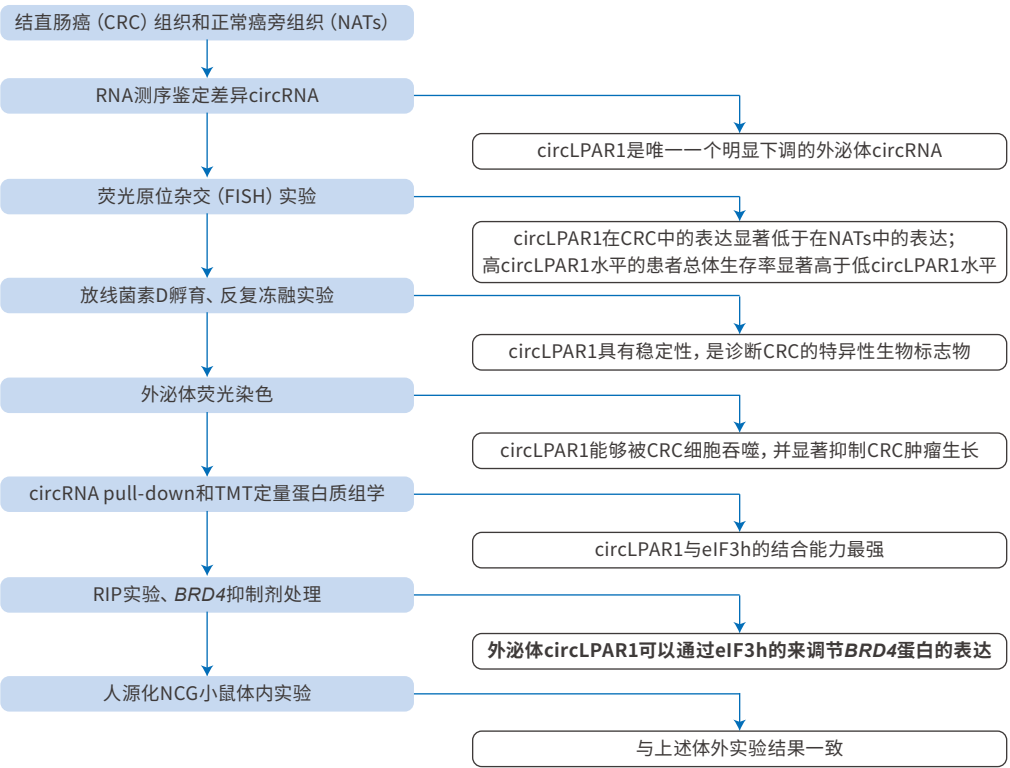 结直肠癌（CRC）组织和正常癌旁组织（NATs）
RNA测序鉴定差异circRNA
circLPAR1是唯一一个明显下调的外泌体circRNA
荧光原位杂交（FISH）实验
circLPAR1在CRC中的表达显著低于在NATs中的表达；
高circLPAR1水平的患者总体生存率显著高于低circLPAR1水平
放线菌素D孵育、反复冻融实验
circLPAR1具有稳定性，是诊断CRC的特异性生物标志物
外泌体荧光染色
circLPAR1能够被CRC细胞吞噬，并显著抑制CRC肿瘤生长
circRNA pull-down和TMT定量蛋白质组学
circLPAR1与eIF3h的结合能力最强
RIP实验、BRD4抑制剂处理
外泌体circLPAR1可以通过eIF3h的来调节BRD4蛋白的表达
人源化NCG小鼠体内实验
与上述体外实验结果一致